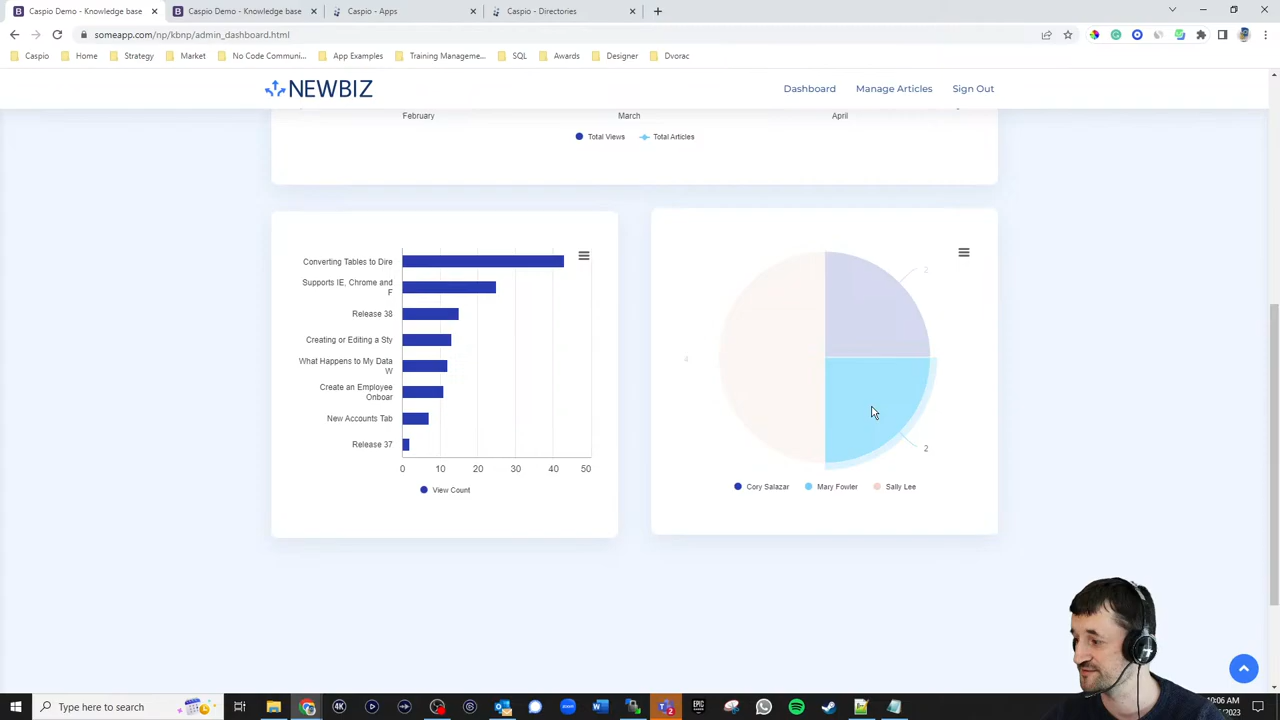 Caspio Demo - Knowledge base
Caspio Demo - Knowledge base
Caspio - Apps
Caspio - Directories
someapp.com/np/kbnp/admin_dashboard.html
Caspio
Home
Strategy
Market
No Code Communi...
App Examples
Training Manageme...
SQL
Awards
Designer
Dvorac
NEWBIZ
Dashboard
Manage Articles
Sign Out
February
March
April
Total Views
Total Articles
Converting Tables to Dire
Supports IE, Chrome and
F
Release 38
Creating or Editing a Sty
What Happens to My Data
W
Create an Employee
Onboar
New Accounts Tab
Release 37
0 10 20 30 40 50
View Count
2
4
2
Cory Salazar
Mary Fowler
Sally Lee
Type here to search